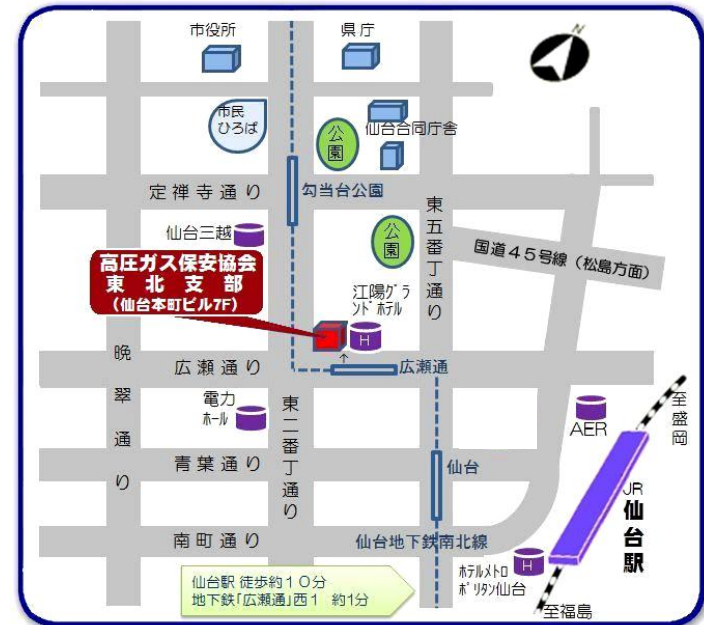 市役所
県庁
N
市民
ひろば
公
園
仙台合同庁舎
定禅寺通り
勾当台公園
仙台三越
公
園
東五番丁通り
国道45号線（松島方面）
高圧ガス保安協会
東北支部
（仙台本町ビル7F）
江陽グラ
ンドホテル
H
↑
広瀬通り
広瀬通
晩翠通り
電力
ホール
東二番丁通り
AER
至盛岡
青葉通り
仙台
JR
仙台駅
南町通り
仙台地下鉄南北線
ホテルメトロ
ポリタン仙台
H
仙台駅 徒歩約10分
地下鉄「広瀬通」西1 約1分
至福島